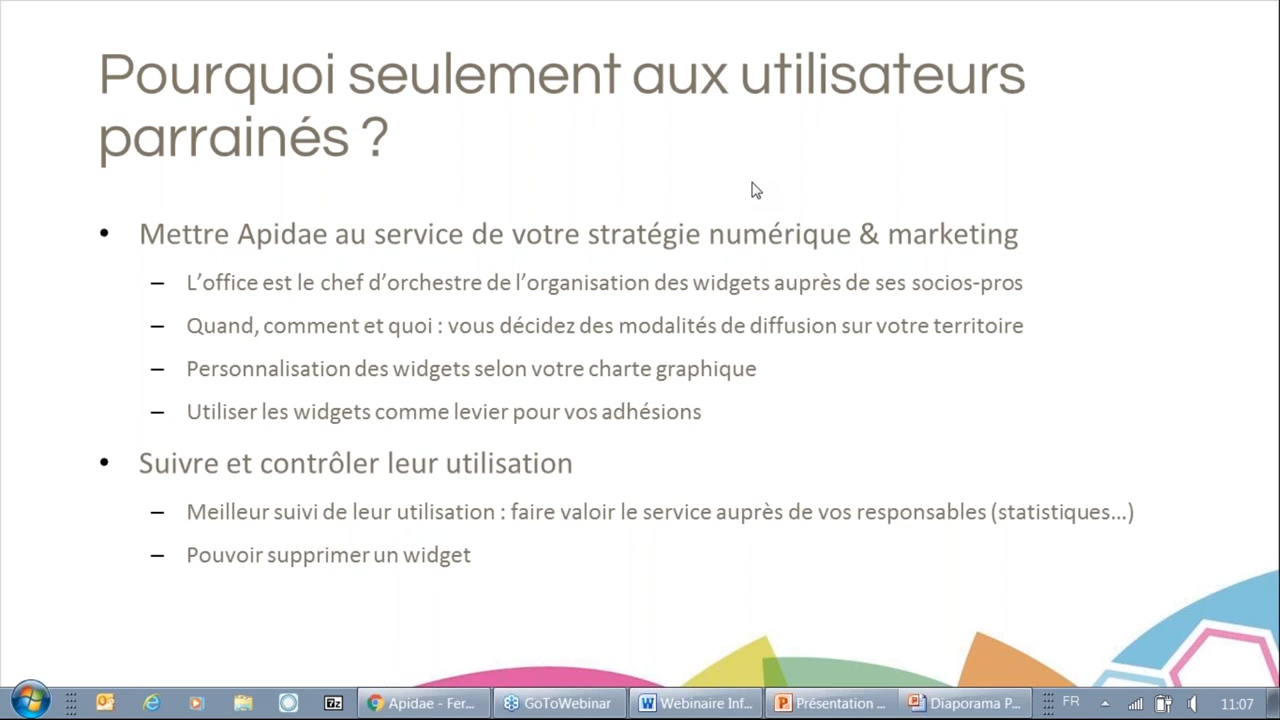 Pourquoi seulement aux utilisateurs
parrainés ?
• Mettre Apidae au service de votre stratégie numérique & marketing
– L’office est le chef d’orchestre de l’organisation des widgets auprès de ses socios-pros
– Quand, comment et quoi : vous décidez des modalités de diffusion sur votre territoire
– Personnalisation des widgets selon votre charte graphique
– Utiliser les widgets comme levier pour vos adhésions
• Suivre et contrôler leur utilisation
– Meilleur suivi de leur utilisation : faire valoir le service auprès de vos responsables (statistiques…)
– Pouvoir supprimer un widget
7z Apidae - Fer... GoToWebinar Webinaire Inf... Présentation ... Diaporama P... FR 11:07